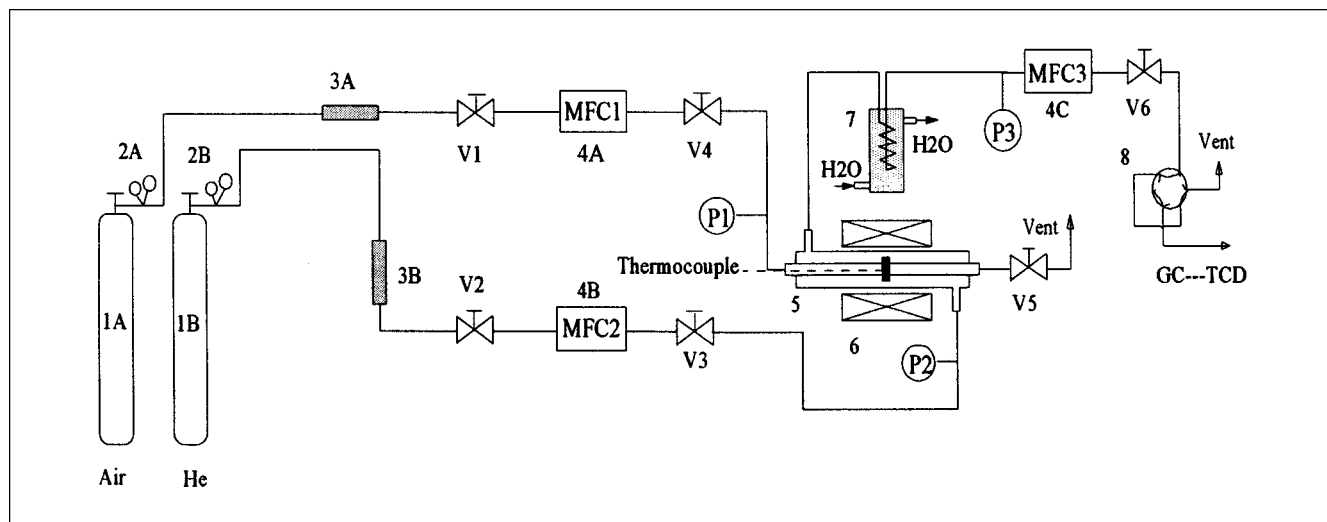 3A
MFC1
V1
4A
V4
2A
2B
P1
Thermocouple
3B
V2
4B
MFC2
V3
1A
1B
Air
He
7
H2O
H2O
P3
MFC3
4C
V6
8
Vent
GC---TCD
Vent
V5
5
6
P2